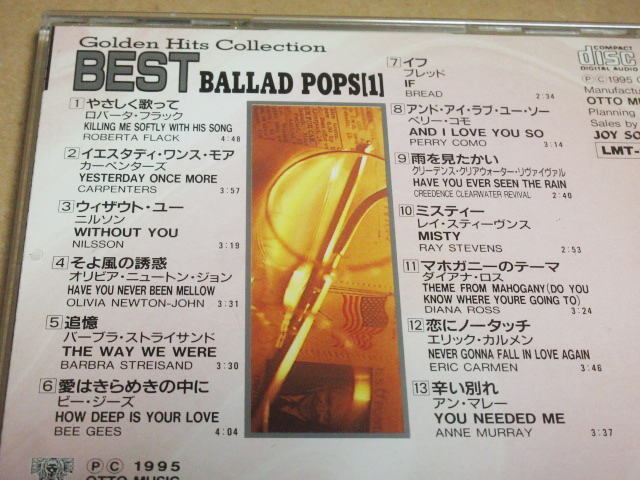 Golden Hits Collection
BEST BALLAD POPS[1]
1 やさしく歌って
ロバータ・フラック
KILLING ME SOFTLY WITH HIS SONG
ROBERTA FLACK 4:48
2 イエスタディ・ワンス・モア
カーペンターズ
YESTERDAY ONCE MORE
CARPENTERS 3:57
3 ウィザウト・ユー
ニルソン
WITHOUT YOU
NILSSON 3:19
4 そよ風の誘惑
オリビア・ニュートン・ジョン
HAVE YOU NEVER BEEN MELLOW
OLIVIA NEWTON-JOHN 3:31
5 追憶
バーブラ・ストライサンド
THE WAY WE WERE
BARBRA STREISAND 3:30
6 愛はきらめきの中に
ビー・ジーズ
HOW DEEP IS YOUR LOVE
BEE GEES 4:04
7 イフ
ブレッド
IF
BREAD 2:34
8 アンド・アイ・ラブ・ユー・ソー
ペリー・コモ
AND I LOVE YOU SO
PERRY COMO 3:14
9 雨を見たかい
クリーデンス・クリアウォーター・リヴァイヴァル
HAVE YOU EVER SEEN THE RAIN
CREEDENCE CLEARWATER REVIVAL 2:40
10 ミスティー
レイ・スティーヴンス
MISTY
RAY STEVENS 2:53
11 マホガニーのテーマ
ダイアナ・ロス
THEME FROM MAHOGANY(DO YOU
KNOW WHERE YOURE GOING TO)
DIANA ROSS 3:24
12 恋にノータッチ
エリック・カルメン
NEVER GONNA FALL IN LOVE AGAIN
ERIC CARMEN 3:46
13 辛い別れ
アン・マレー
YOU NEEDED ME
ANNE MURRAY 3:37
COMPACT
disc
DIGITAL AUDIO
Ⓟ Ⓒ 1995
Manufactu
OTTO MU
Planning
Sales by
JOY SO
LMT-
Ⓟ Ⓒ 1995
OTTO MUSIC